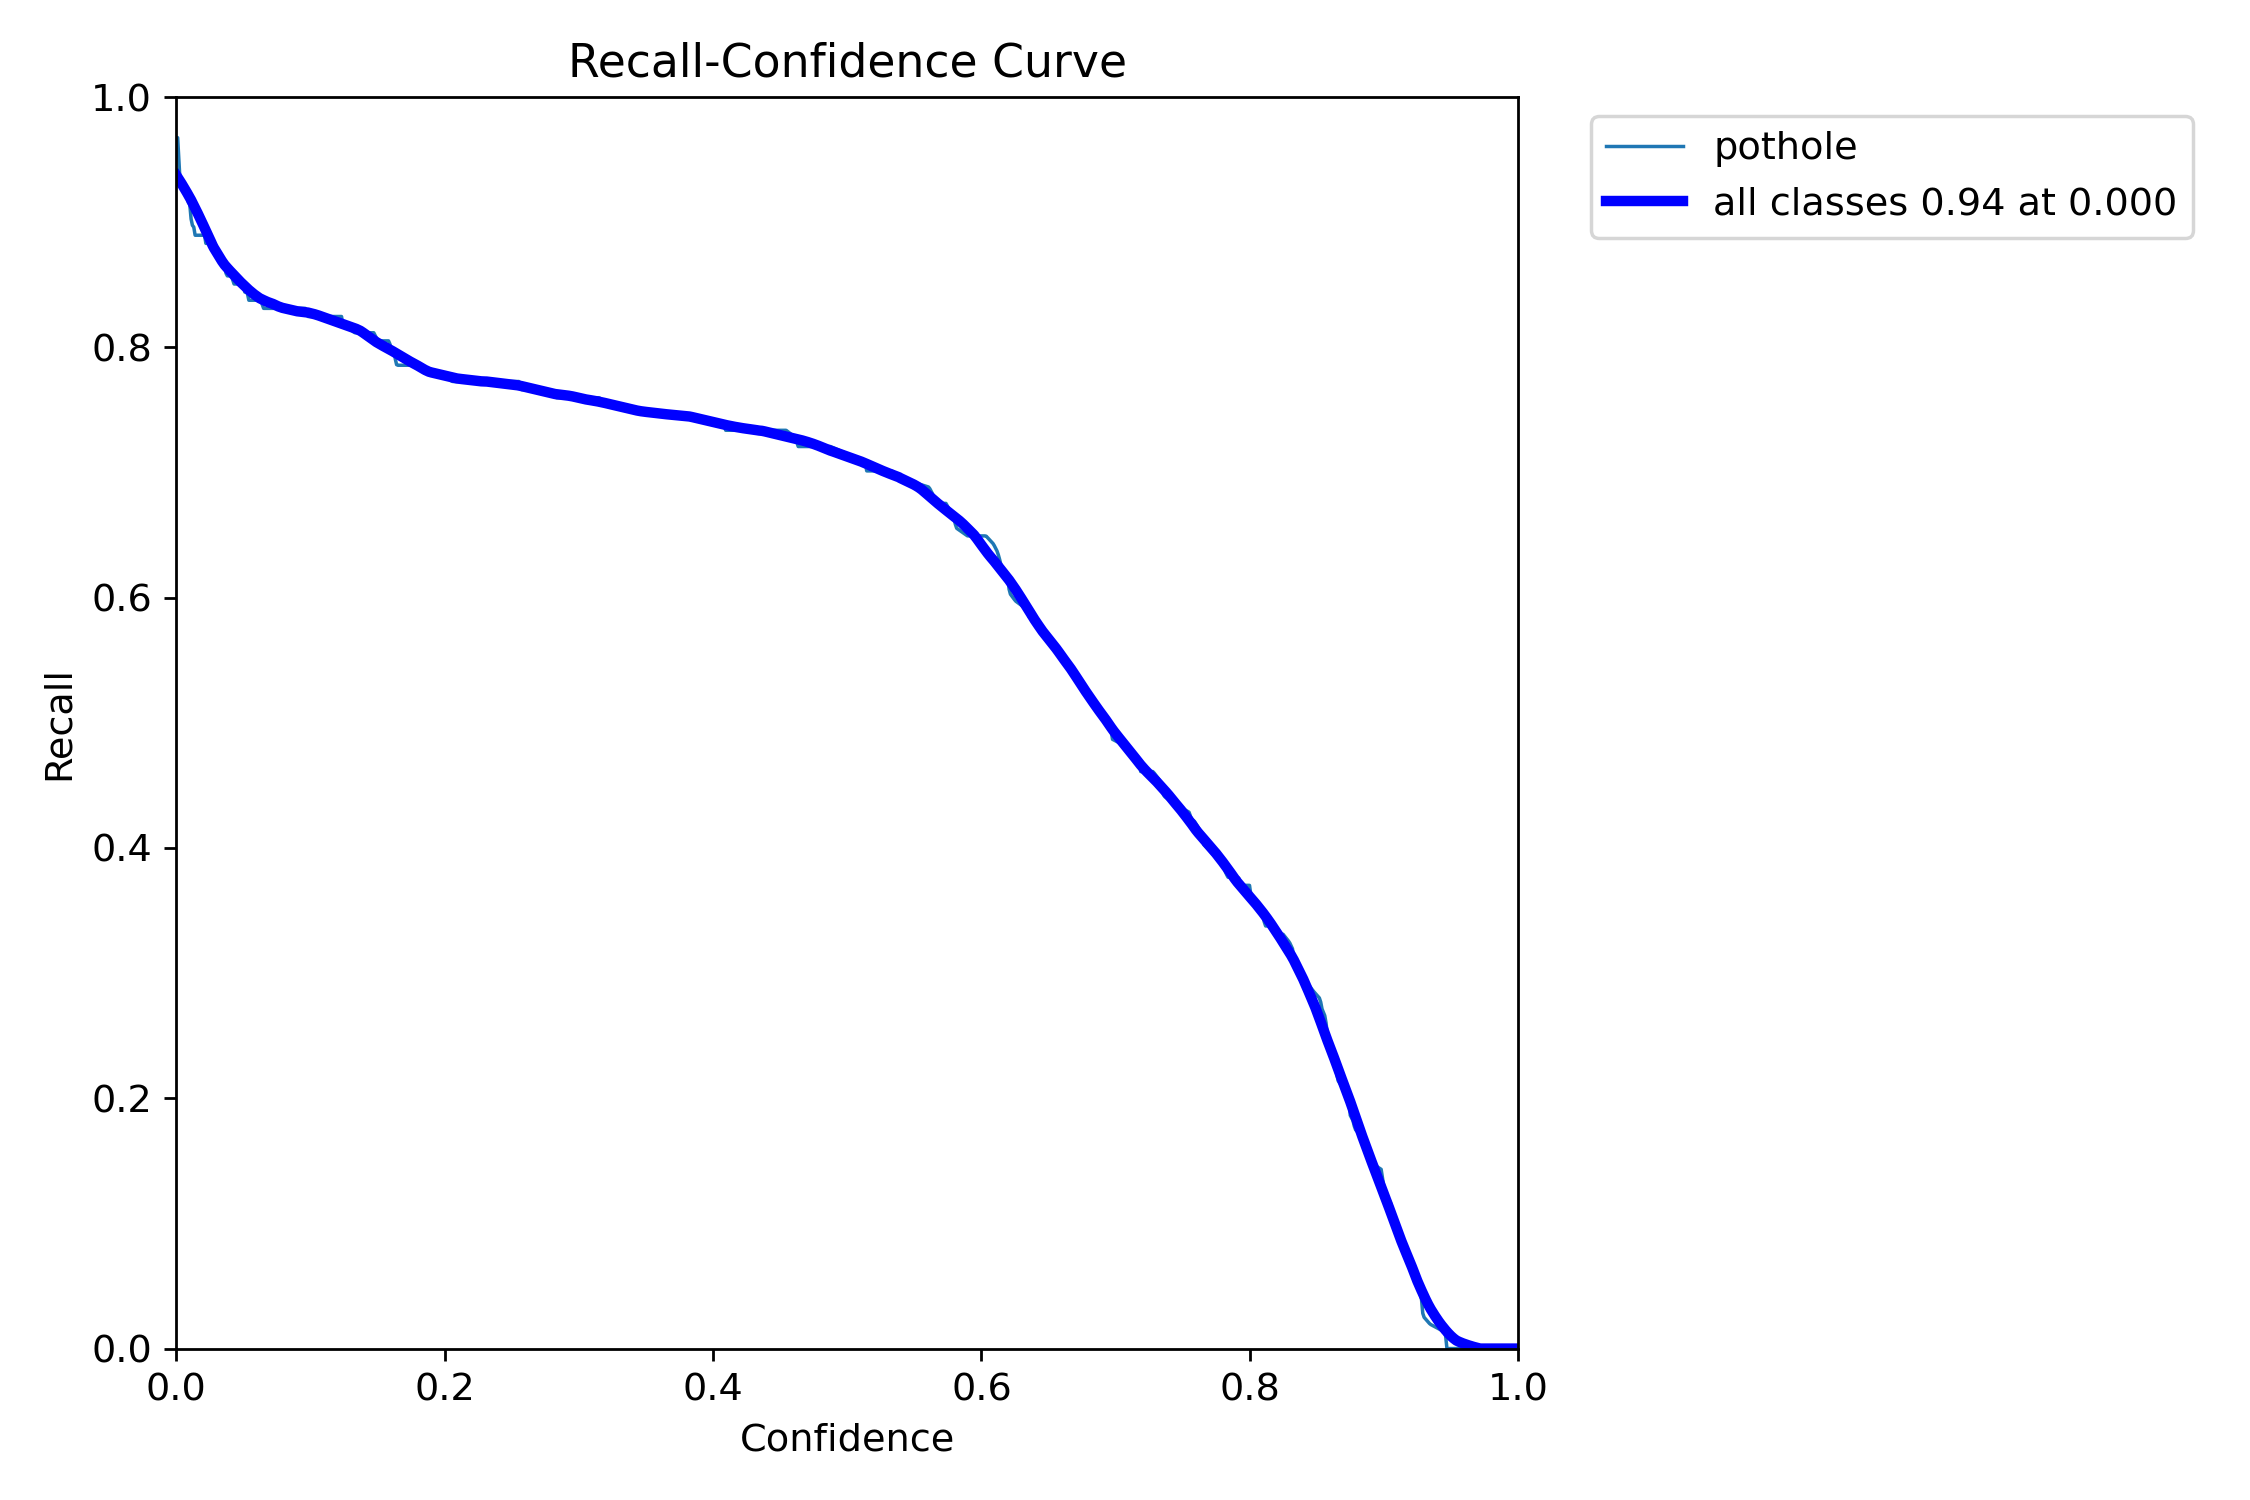 Recall-Confidence Curve
1.0
0.8
0.6
0.4
0.2
0.0
Recall
0.0 0.2 0.4 0.6 0.8 1.0
Confidence
pothole
all classes 0.94 at 0.000